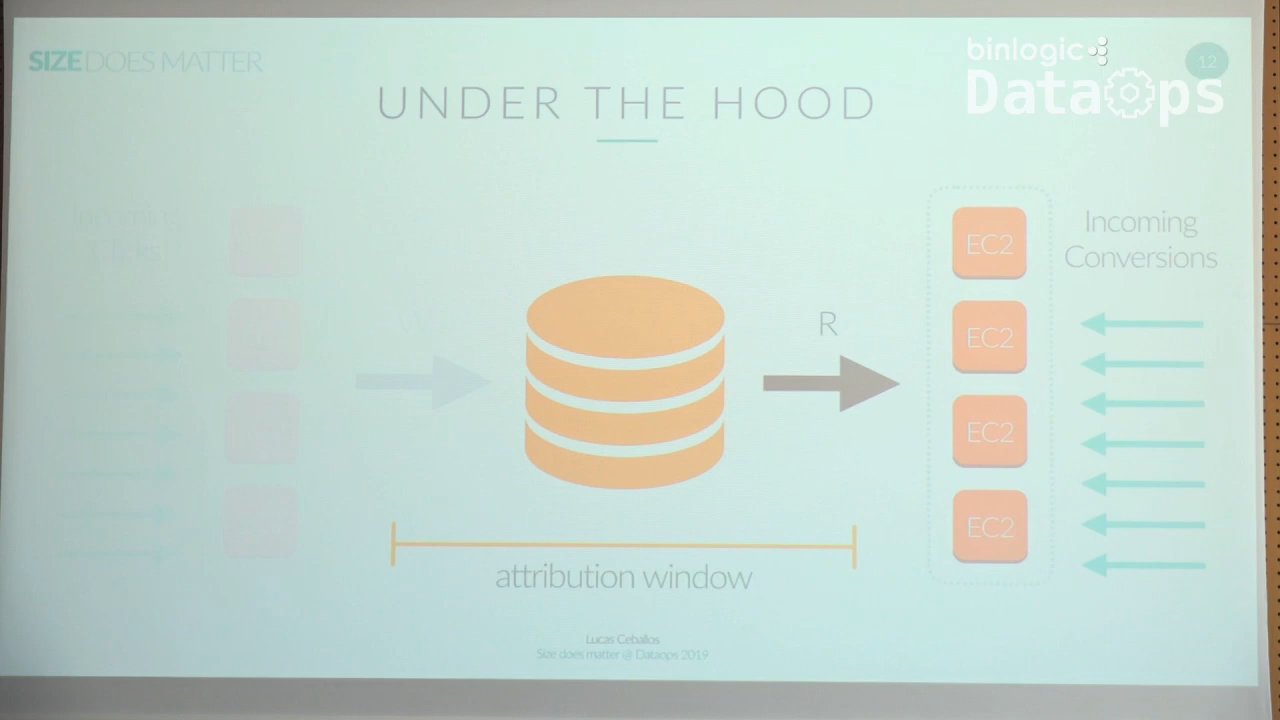 SIZE DOES MATTER
binlogic
DataOps
12
UNDER THE HOOD
Incoming
Incoming
Conversions
EC2
EC2
EC2
EC2
R
attribution window
Lucas Ceballos
Size does matter @ Dataops 2019